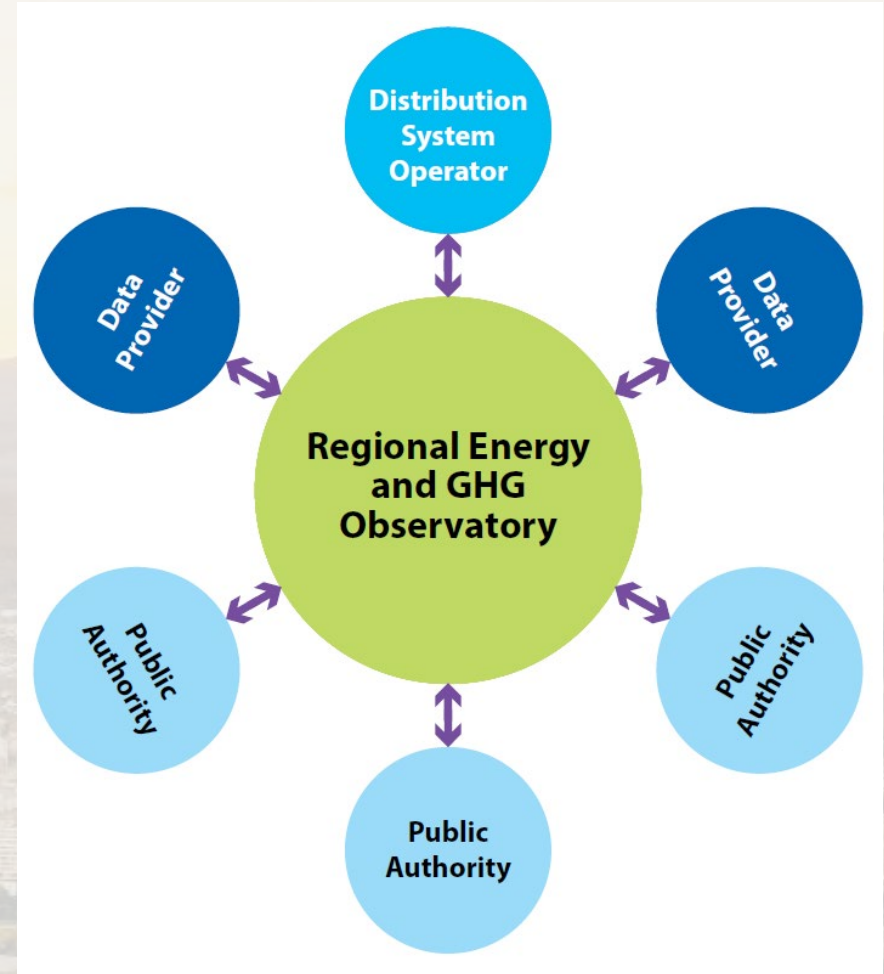 Distribution
System
Operator
Data
Provider
Data
Provider
Regional Energy
and GHG
Observatory
Public
Authority
Public
Authority
Public
Authority